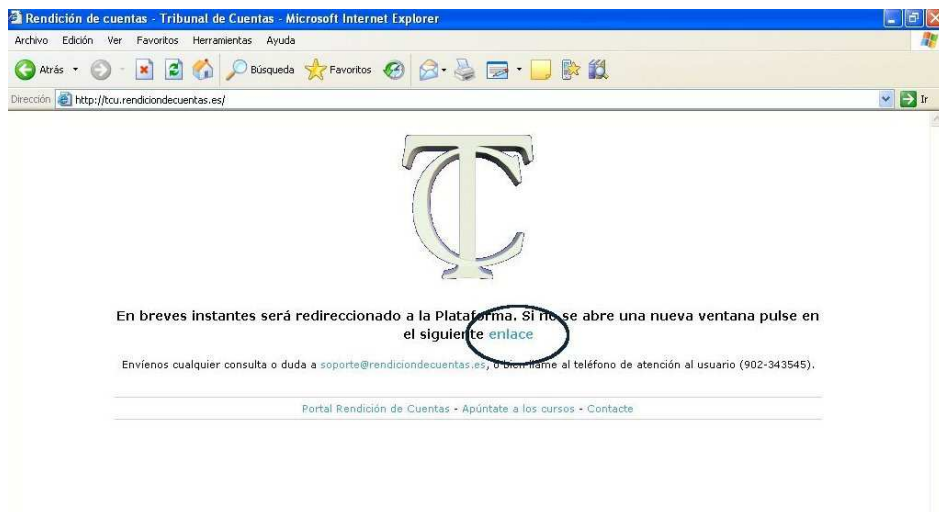 Rendición de cuentas - Tribunal de Cuentas - Microsoft Internet Explorer
Archivo Edición Ver Favoritos Herramientas Ayuda
Atrás Búsqueda Favoritos
Dirección http://tcu.rendiciondecuentas.es/ Ir
TC
En breves instantes será redireccionado a la Plataforma. Si no se abre una nueva ventana pulse en
el siguiente enlace
Envíenos cualquier consulta o duda a soporte@rendiciondecuentas.es, o bien llame al teléfono de atención al usuario (902-343545).
Portal Rendición de Cuentas - Apúntate a los cursos - Contacte